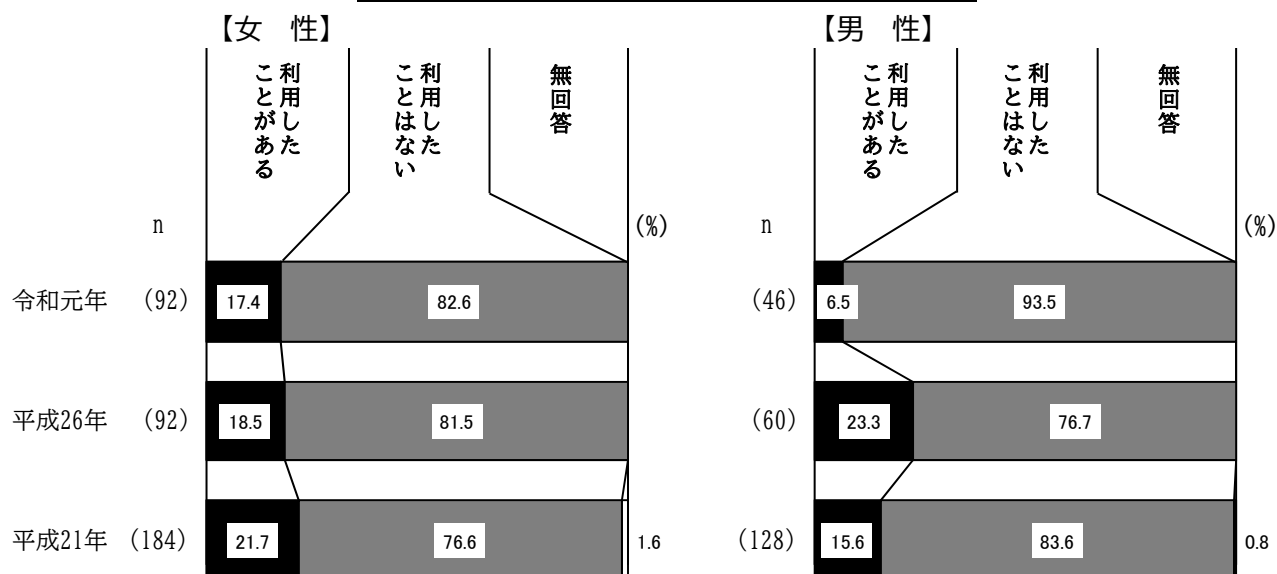 【女　性】
利用した
ことがある
利用した
ことはない
無回答
n
(%)
令和元年 (92) 17.4 82.6
平成26年 (92) 18.5 81.5
平成21年 (184) 21.7 76.6 1.6
【男　性】
利用した
ことがある
利用した
ことはない
無回答
n
(%)
(46) 6.5 93.5
(60) 23.3 76.7
(128) 15.6 83.6 0.8